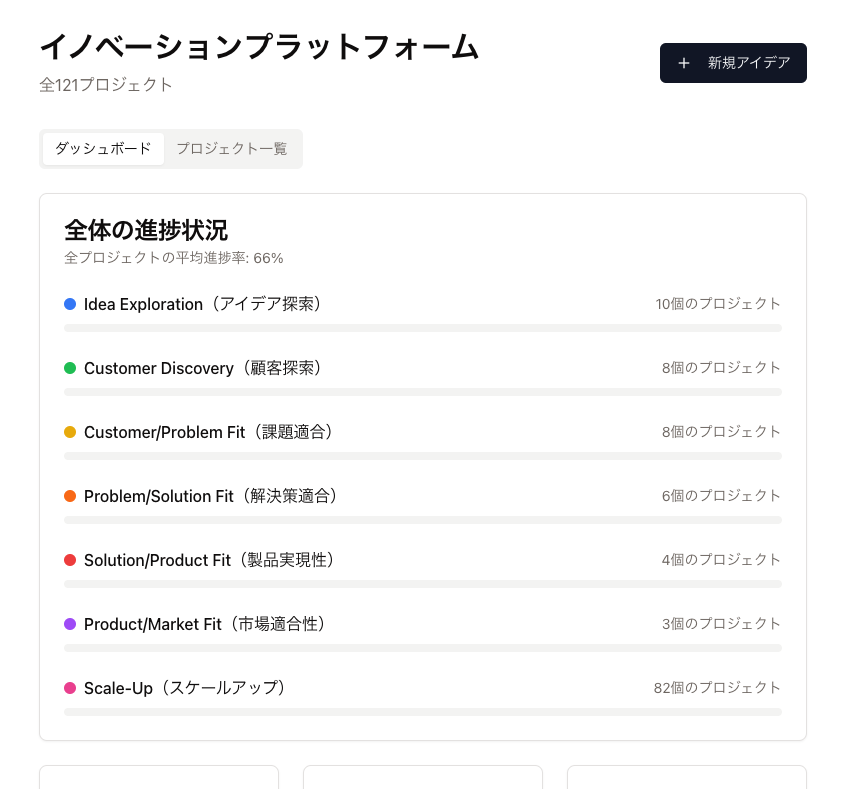 イノベーションプラットフォーム
全121プロジェクト
+ 新規アイデア
ダッシュボード プロジェクト一覧
全体の進捗状況
全プロジェクトの平均進捗率: 66%
Idea Exploration（アイデア探索） 10個のプロジェクト
Customer Discovery（顧客探索） 8個のプロジェクト
Customer/Problem Fit（課題適合） 8個のプロジェクト
Problem/Solution Fit（解決策適合） 6個のプロジェクト
Solution/Product Fit（製品実現性） 4個のプロジェクト
Product/Market Fit（市場適合性） 3個のプロジェクト
Scale-Up（スケールアップ） 82個のプロジェクト